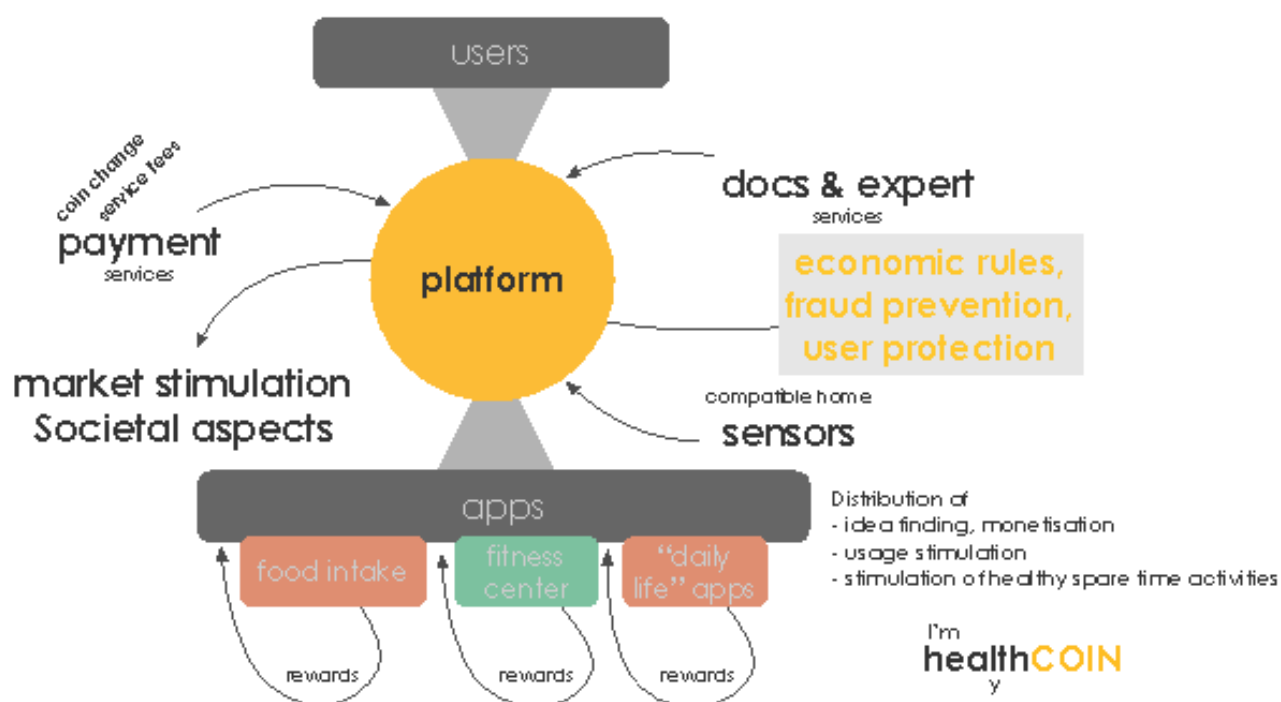 users
coin change
service fees
payment
services
docs & expert
services
economic rules,
fraud prevention,
user protection
platform
market stimulation
Societal aspects
compatible home
sensors
apps
food intake
fitness
center
“daily
life” apps
rewards
rewards
rewards
Distribution of
- idea finding, monetisation
- usage stimulation
- stimulation of healthy spare time activities
I'm
healthCOIN
y